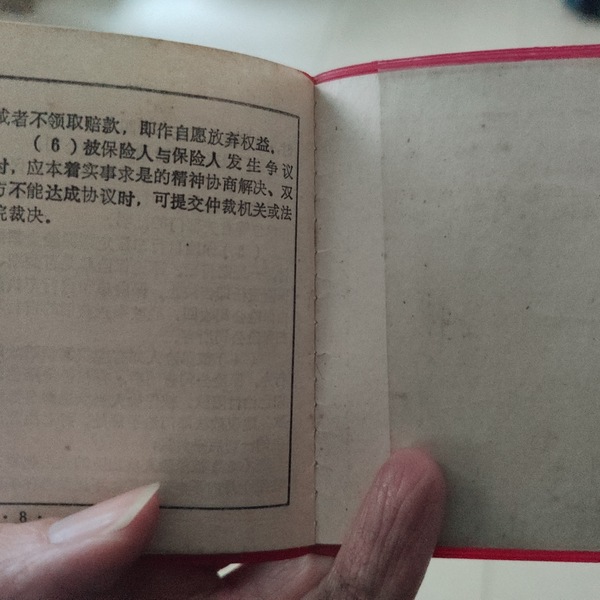 或者不领取赔款，即作自愿放弃权益。
（6）被保险人与保险人发生争议
时，应本着实事求是的精神协商解决、双
方不能达成协议时，可提交仲裁机关或法
院裁决。
·8·